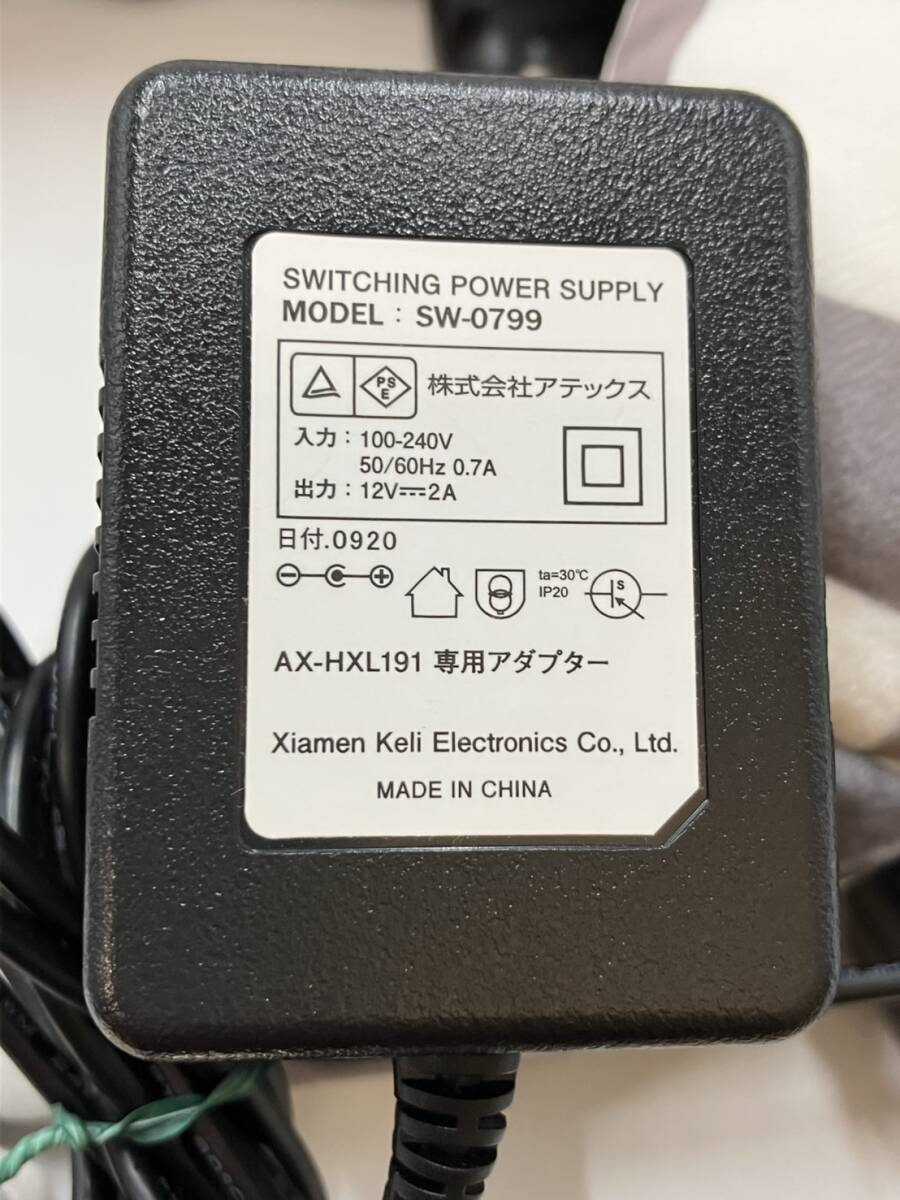 SWITCHING POWER SUPPLY
MODEL : SW-0799
PSE 株式会社アテックス
入力 : 100-240V
50/60Hz 0.7A
出力 : 12V⎓2A
日付.0920
ta=30℃
IP20
S
AX-HXL191 専用アダプター
Xiamen Keli Electronics Co., Ltd.
MADE IN CHINA